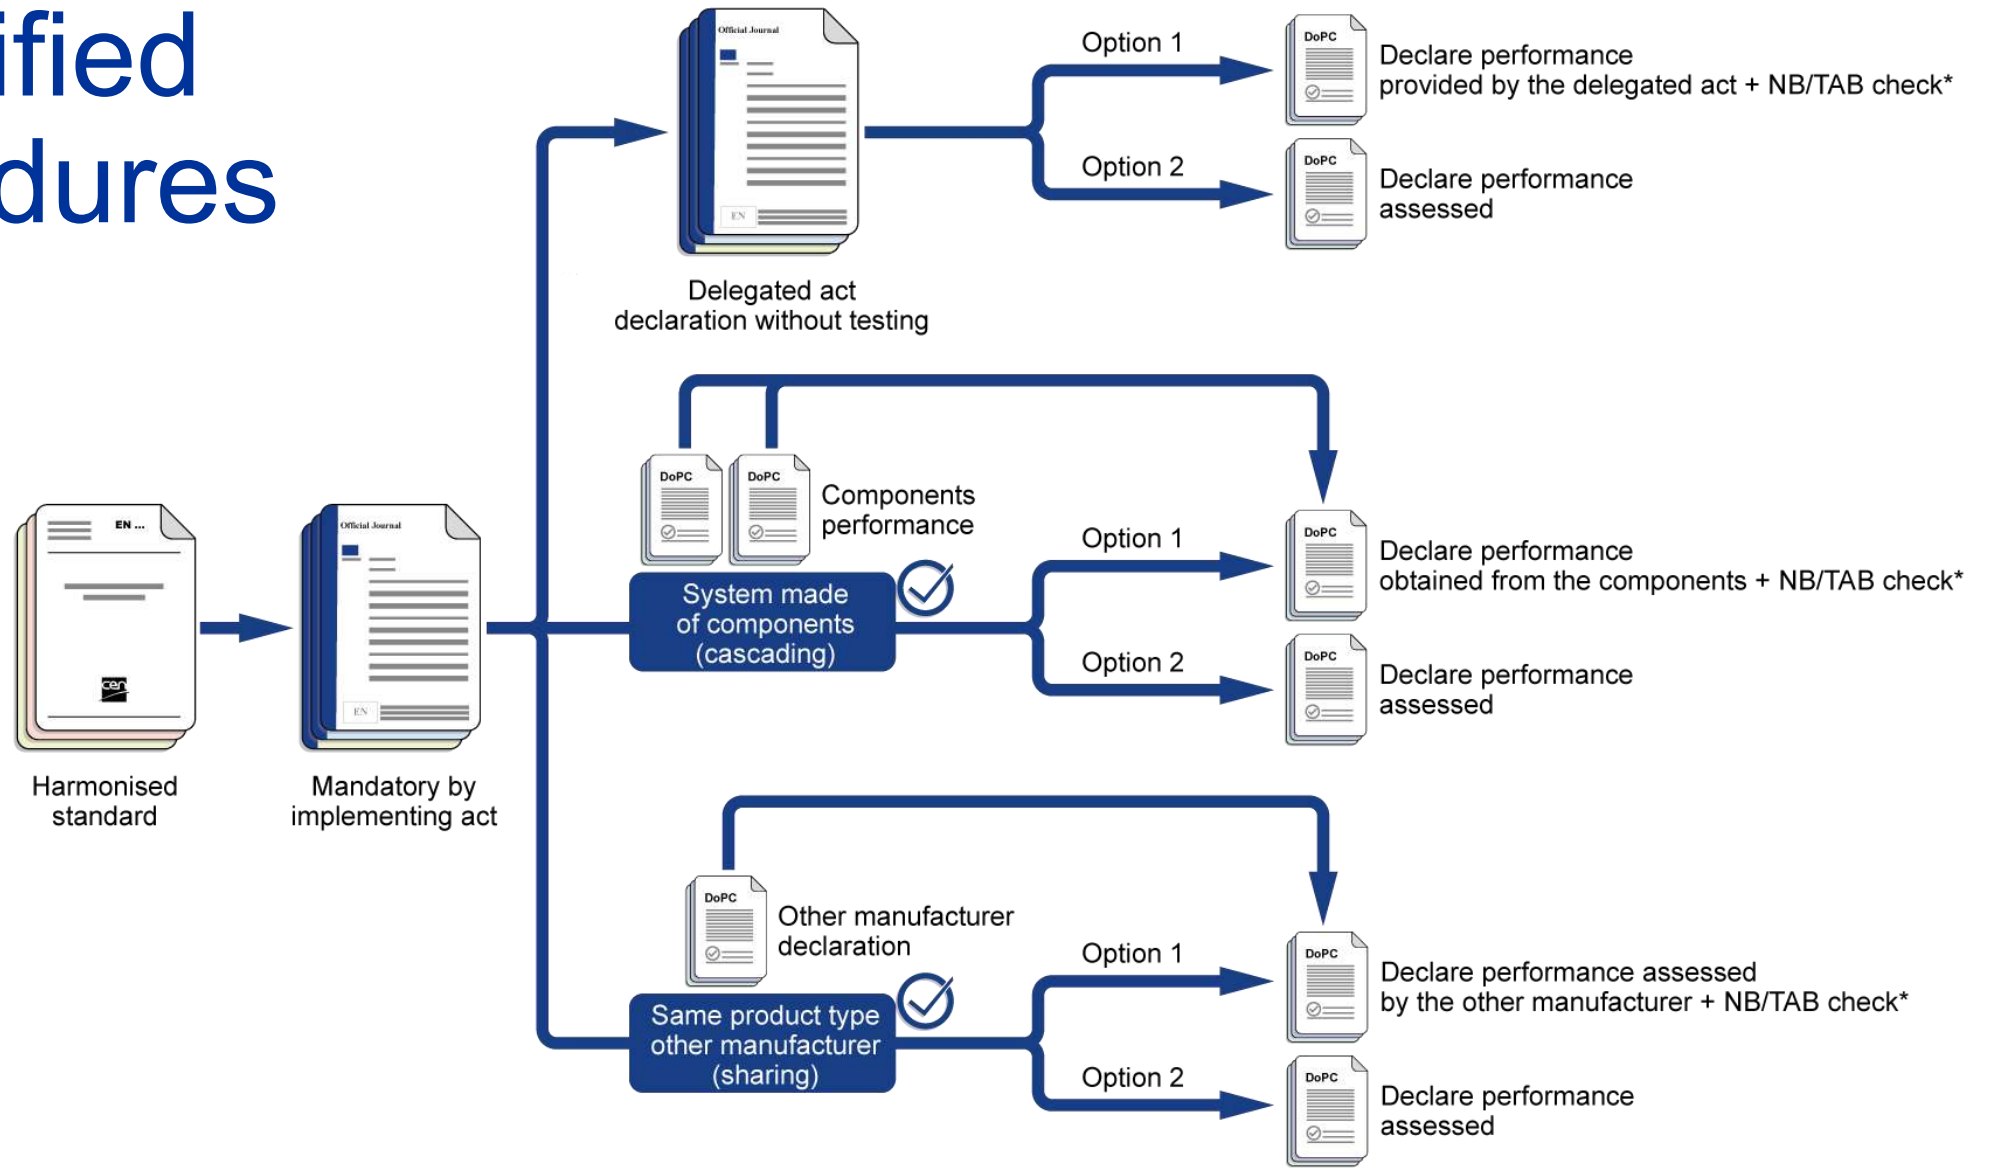 ified
dures
Official Journal
EN
Delegated act
declaration without testing
Option 1
DoPC
Declare performance
provided by the delegated act + NB/TAB check*
Option 2
DoPC
Declare performance
assessed
EN ...
cen
Harmonised
standard
Official Journal
EN
Mandatory by
implementing act
DoPC
DoPC
Components
performance
System made
of components
(cascading)
Option 1
DoPC
Declare performance
obtained from the components + NB/TAB check*
Option 2
DoPC
Declare performance
assessed
DoPC
Other manufacturer
declaration
Same product type
other manufacturer
(sharing)
Option 1
DoPC
Declare performance assessed
by the other manufacturer + NB/TAB check*
Option 2
DoPC
Declare performance
assessed